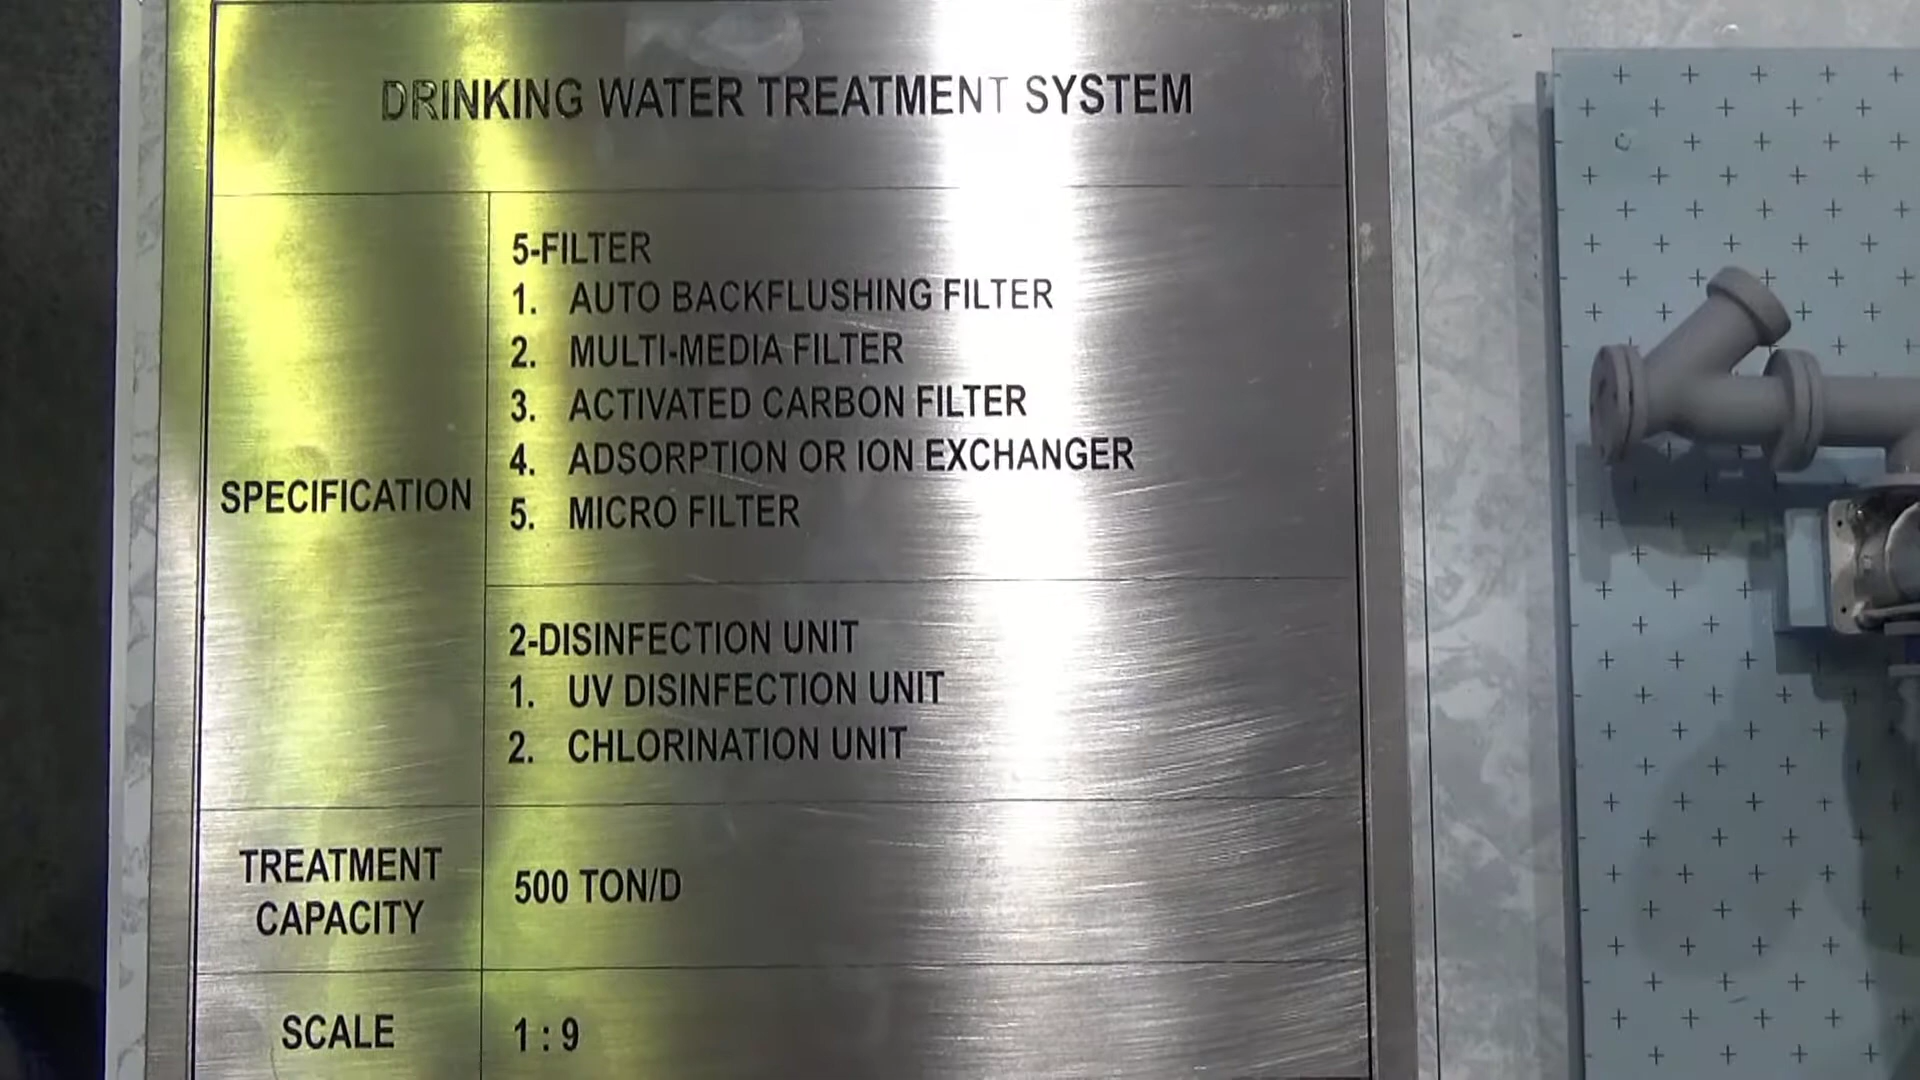 DRINKING WATER TREATMENT SYSTEM
SPECIFICATION
5-FILTER
1. AUTO BACKFLUSHING FILTER
2. MULTI-MEDIA FILTER
3. ACTIVATED CARBON FILTER
4. ADSORPTION OR ION EXCHANGER
5. MICRO FILTER
2-DISINFECTION UNIT
1. UV DISINFECTION UNIT
2. CHLORINATION UNIT
TREATMENT
CAPACITY
500 TON/D
SCALE
1 : 9